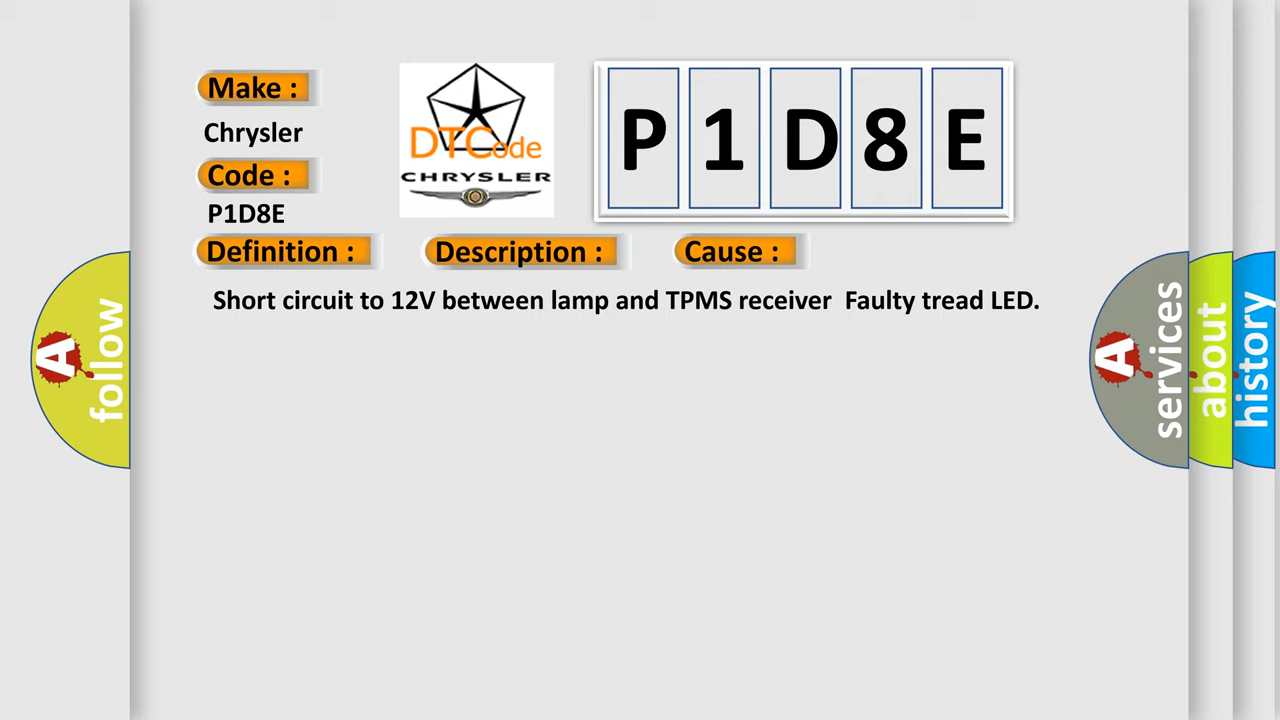 Make :
Chrysler
Code :
P1D8E
DTCode
CHRYSLER
P 1 D 8 E
Definition : Description : Cause :
Short circuit to 12V between lamp and TPMS receiver Faulty tread LED.
A follow
A services
about
history